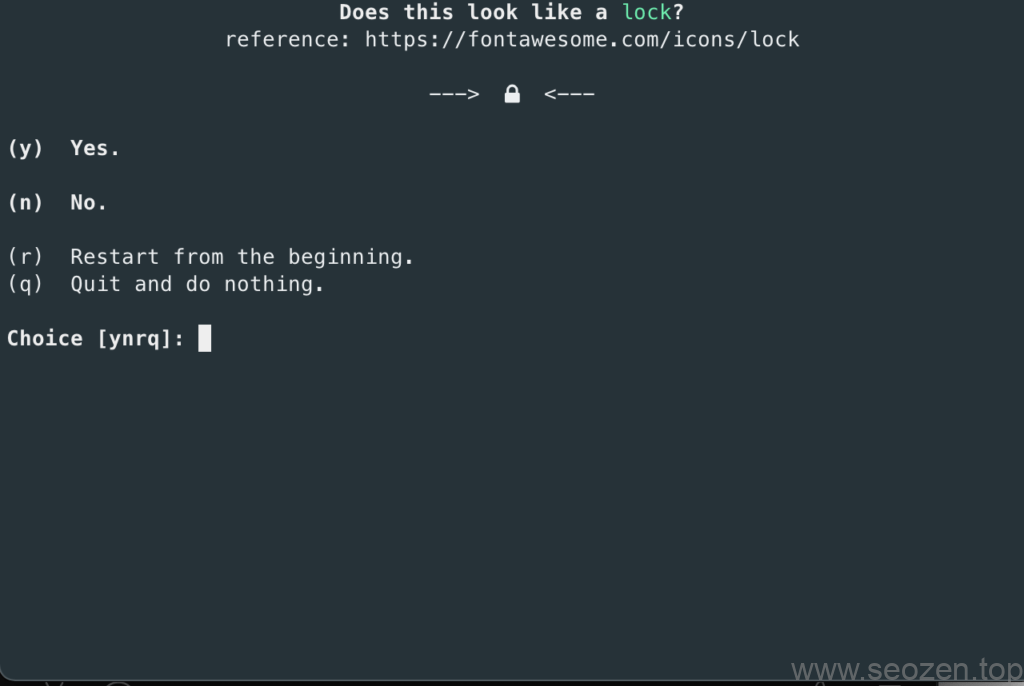 Does this look like a lock?
reference: https://fontawesome.com/icons/lock
---> 🔒 <---
(y) Yes.
(n) No.
(r) Restart from the beginning.
(q) Quit and do nothing.
Choice [ynrq]:
www.seozen.top